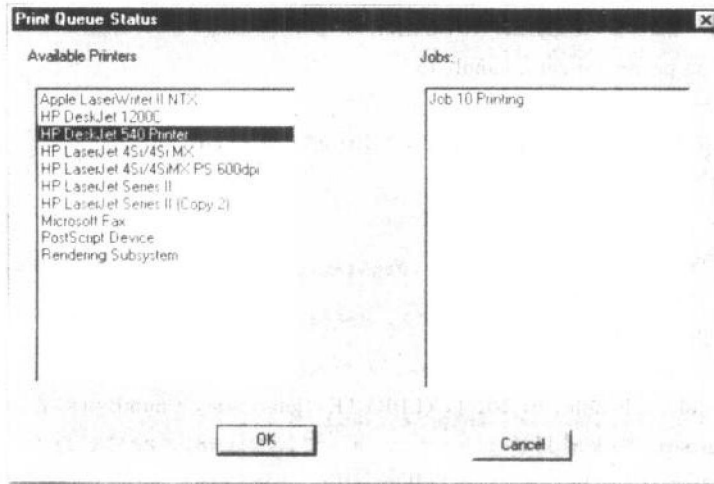 Print Queue Status
Available Printers
Apple LaserWriter II NTX
HP DeskJet 1200C
HP DeskJet 540 Printer
HP LaserJet 4Si/4Si MX
HP LaserJet 4Si/4SiMX PS 600dpi
HP LaserJet Series II
HP LaserJet Series II (Copy 2)
Microsoft Fax
PostScript Device
Rendering Subsystem
Jobs:
Job 10 Printing
OK
Cancel